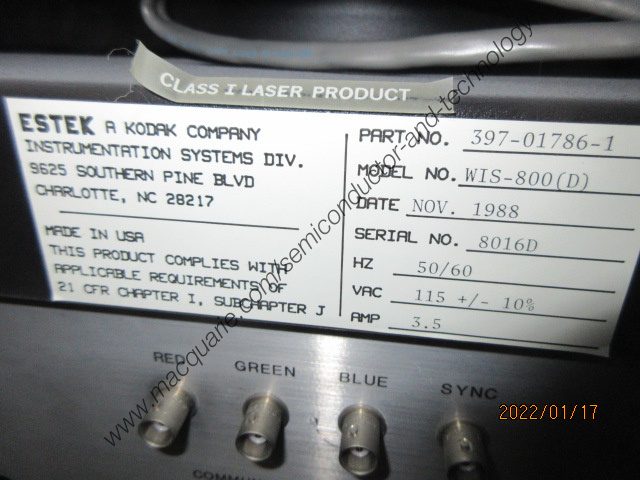 CLASS I LASER PRODUCT
ESTEK A KODAK COMPANY
INSTRUMENTATION SYSTEMS DIV.
9625 SOUTHERN PINE BLVD
CHARLOTTE, NC 28217
MADE IN USA
THIS PRODUCT COMPLIES WITH
APPLICABLE REQUIREMENTS OF
21 CFR CHAPTER I, SUBCHAPTER J
PART NO. 397-01786-1
MODEL NO. WIS-800(D)
DATE NOV. 1988
SERIAL NO. 8016D
HZ 50/60
VAC 115 +/- 10%
AMP 3.5
RED GREEN BLUE SYNC
2022/01/17
www.macquarie.com/semiconductor-and-technology